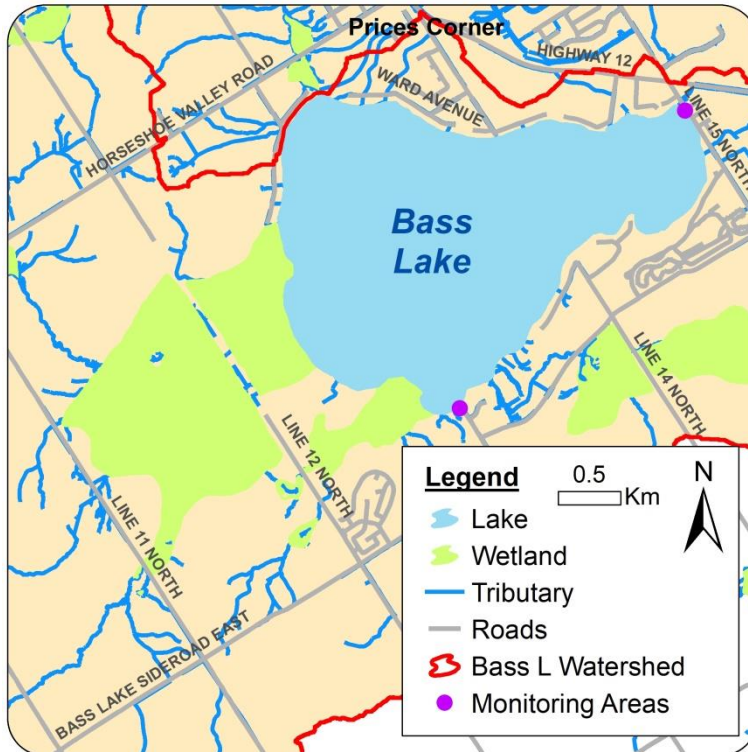 Prices Corner
HIGHWAY 12
HORSESHOE VALLEY ROAD
WARD AVENUE
LINE 15 NORTH
Bass
Lake
LINE 14 NORTH
LINE 12 NORTH
LINE 11 NORTH
BASS LAKE SIDEROAD EAST
Legend
0.5
Km
N
Lake
Wetland
Tributary
Roads
Bass L Watershed
Monitoring Areas